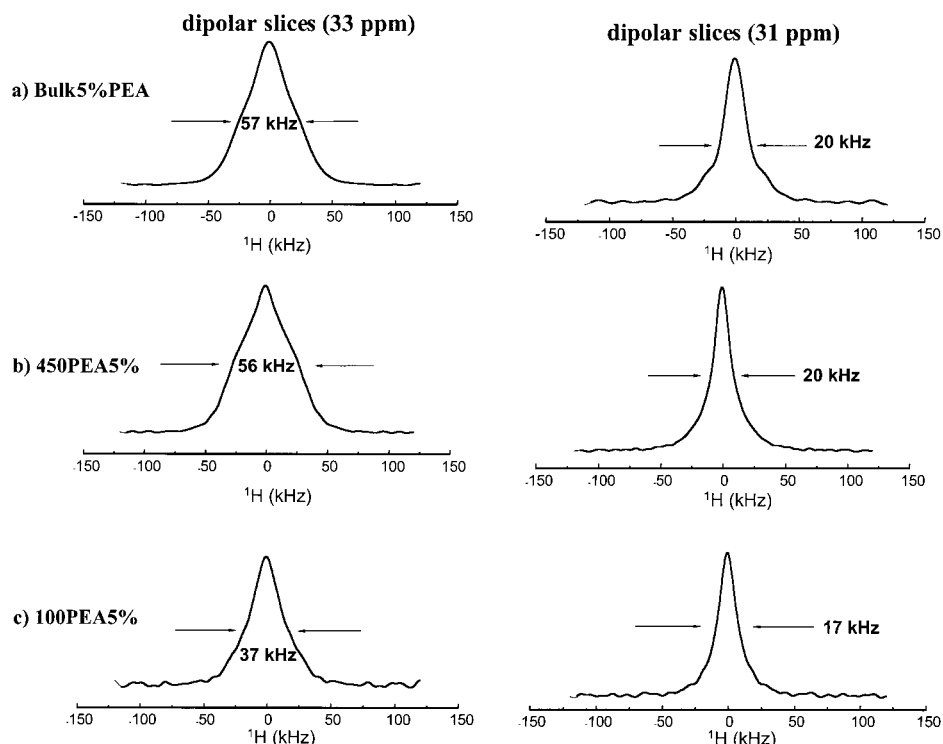 dipolar slices (33 ppm)
dipolar slices (31 ppm)
a) Bulk5%PEA
57 kHz
20 kHz
-150 -100 -50 0 50 100 150
¹H (kHz)
-150 -100 -50 0 50 100 150
¹H (kHz)
b) 450PEA5%
56 kHz
20 kHz
-150 -100 -50 0 50 100 150
¹H (kHz)
-150 -100 -50 0 50 100 150
¹H (kHz)
c) 100PEA5%
37 kHz
17 kHz
-150 -100 -50 0 50 100 150
¹H (kHz)
-150 -100 -50 0 50 100 150
¹H (kHz)